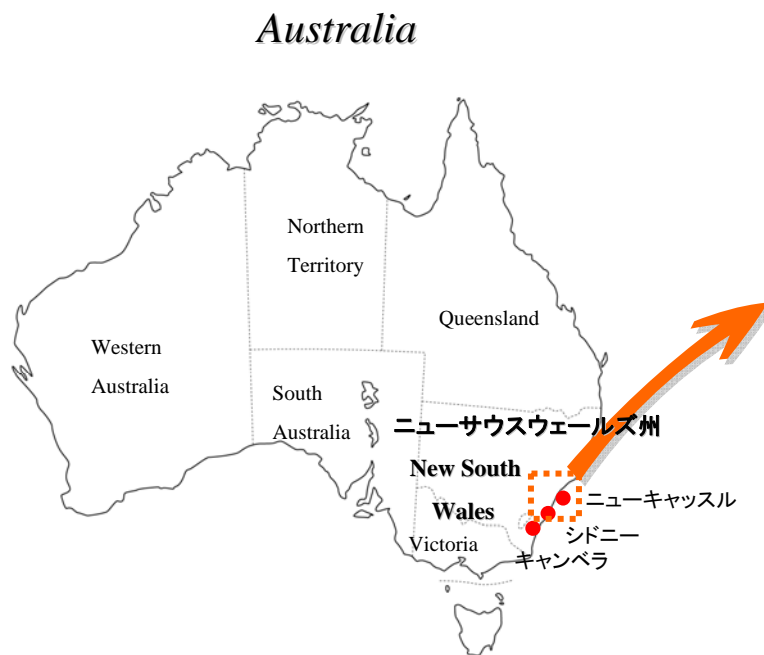 Australia
Northern
Territory
Queensland
Western
Australia
South
Australia
ニューサウスウェールズ州
New South
Wales
ニューキャッスル
シドニー
Victoria
キャンベラ